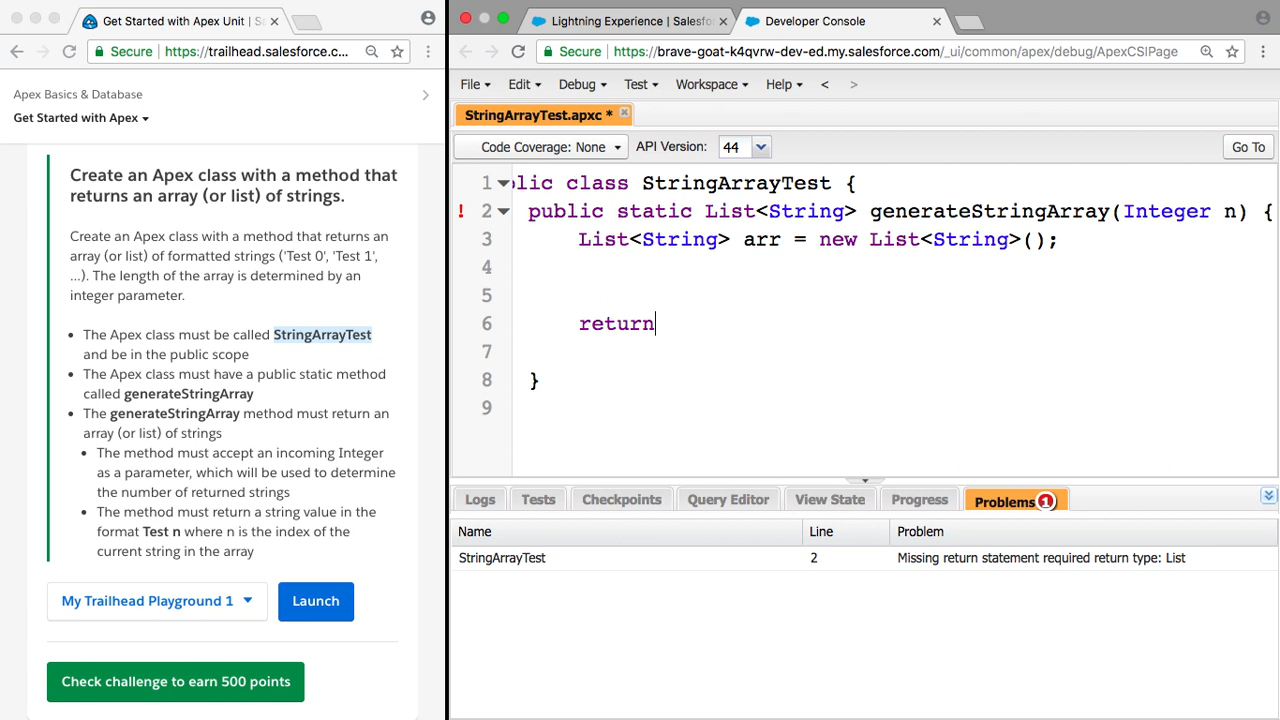 Get Started with Apex Unit | Sa
Secure https://trailhead.salesforce.c...
Apex Basics & Database
Get Started with Apex
Create an Apex class with a method that
returns an array (or list) of strings.
Create an Apex class with a method that returns an
array (or list) of formatted strings ('Test 0', 'Test 1',
...). The length of the array is determined by an
integer parameter.
The Apex class must be called StringArrayTest
and be in the public scope
The Apex class must have a public static method
called generateStringArray
The generateStringArray method must return an
array (or list) of strings
The method must accept an incoming Integer
as a parameter, which will be used to determine
the number of returned strings
The method must return a string value in the
format Test n where n is the index of the
current string in the array
My Trailhead Playground 1
Launch
Check challenge to earn 500 points
Lightning Experience | Salesfo
Developer Console
Secure https://brave-goat-k4qvrw-dev-ed.my.salesforce.com/_ui/common/apex/debug/ApexCSIPage
File Edit Debug Test Workspace Help < >
StringArrayTest.apxc *
Code Coverage: None API Version: 44 Go To
1 blic class StringArrayTest {
! 2 public static List<String> generateStringArray(Integer n) {
3 List<String> arr = new List<String>();
4
5
6 return
7
8 }
9
Logs Tests Checkpoints Query Editor View State Progress Problems 1
Name Line Problem
StringArrayTest 2 Missing return statement required return type: List